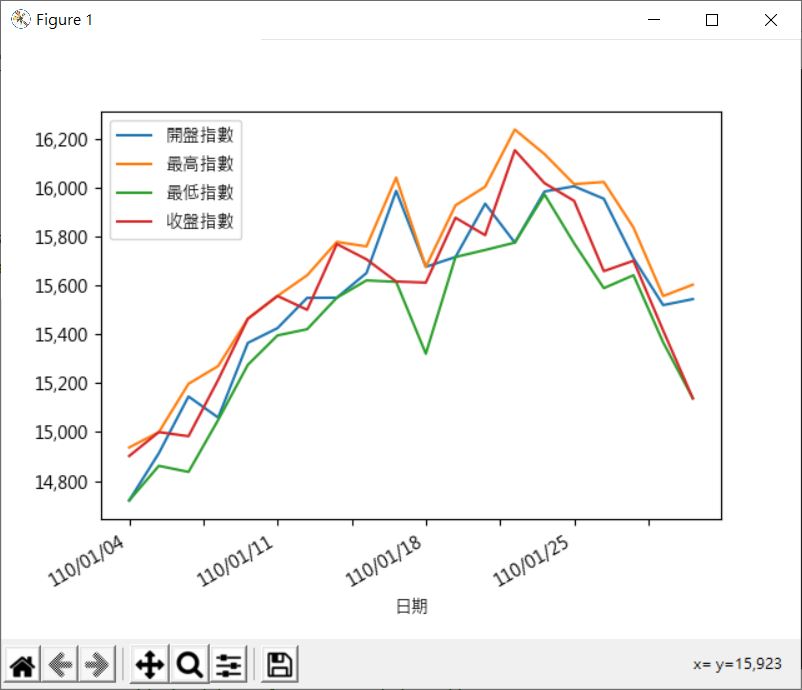 Figure 1
16,200
16,000
15,800
15,600
15,400
15,200
15,000
14,800
開盤指數
最高指數
最低指數
收盤指數
110/01/04
110/01/11
110/01/18
110/01/25
日期
x= y=15,923